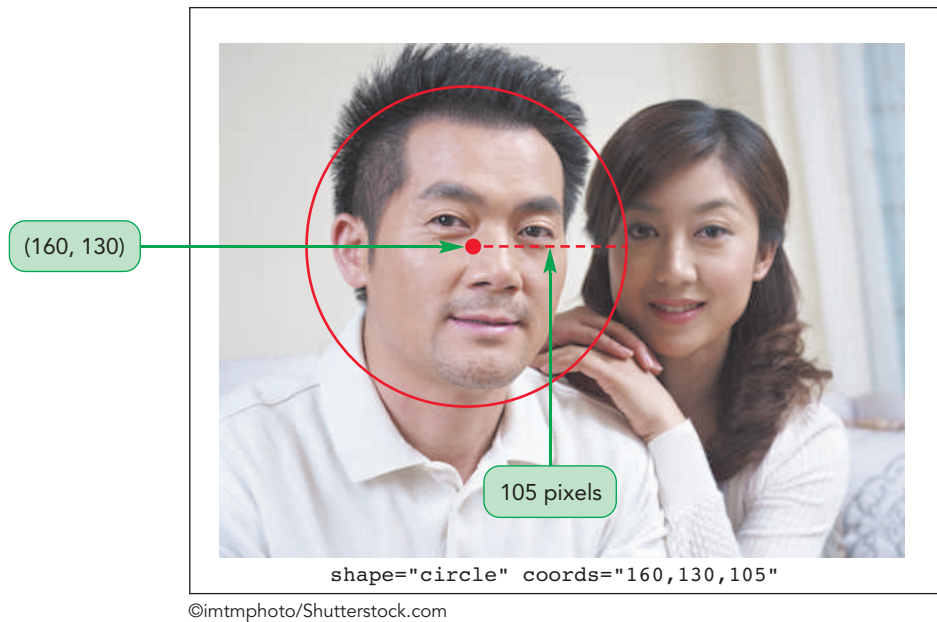 (160, 130)
105 pixels
shape="circle" coords="160,130,105"
©imtmphoto/Shutterstock.com